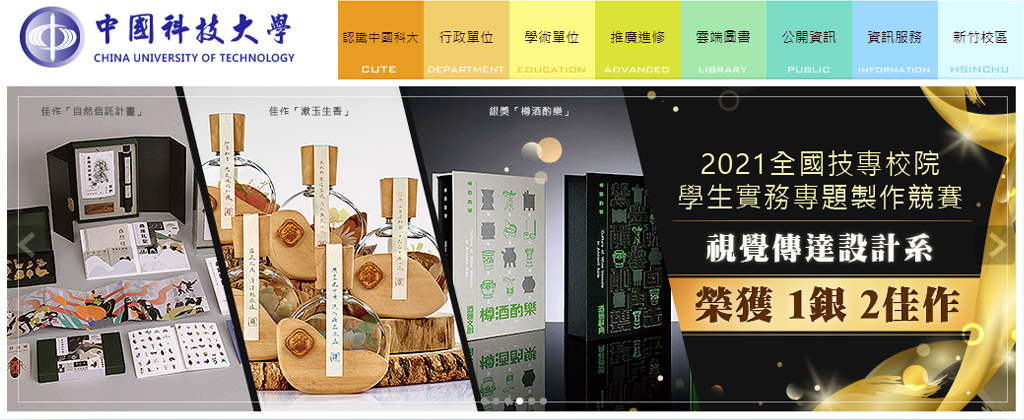 中國科技大學
CHINA UNIVERSITY OF TECHNOLOGY
認識中國科大
CUTE
行政單位
DEPARTMENT
學術單位
EDUCATION
推廣進修
ADVANCED
雲端圖書
LIBRARY
公開資訊
PUBLIC
資訊服務
INFORMATION
新竹校區
HSINCHU
佳作「自然信託計畫」
佳作「漱玉生香」
銀獎「樽酒酌樂」
樽酒酌樂
2021全國技專校院
學生實務專題製作競賽
視覺傳達設計系
榮獲 1銀 2佳作